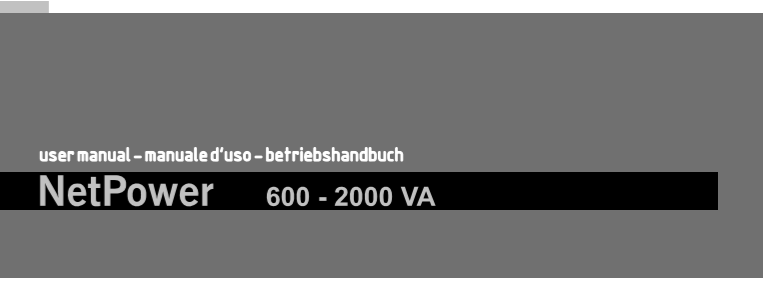 user manual – manuale d'uso – betriebshandbuch
NetPower 600 - 2000 VA